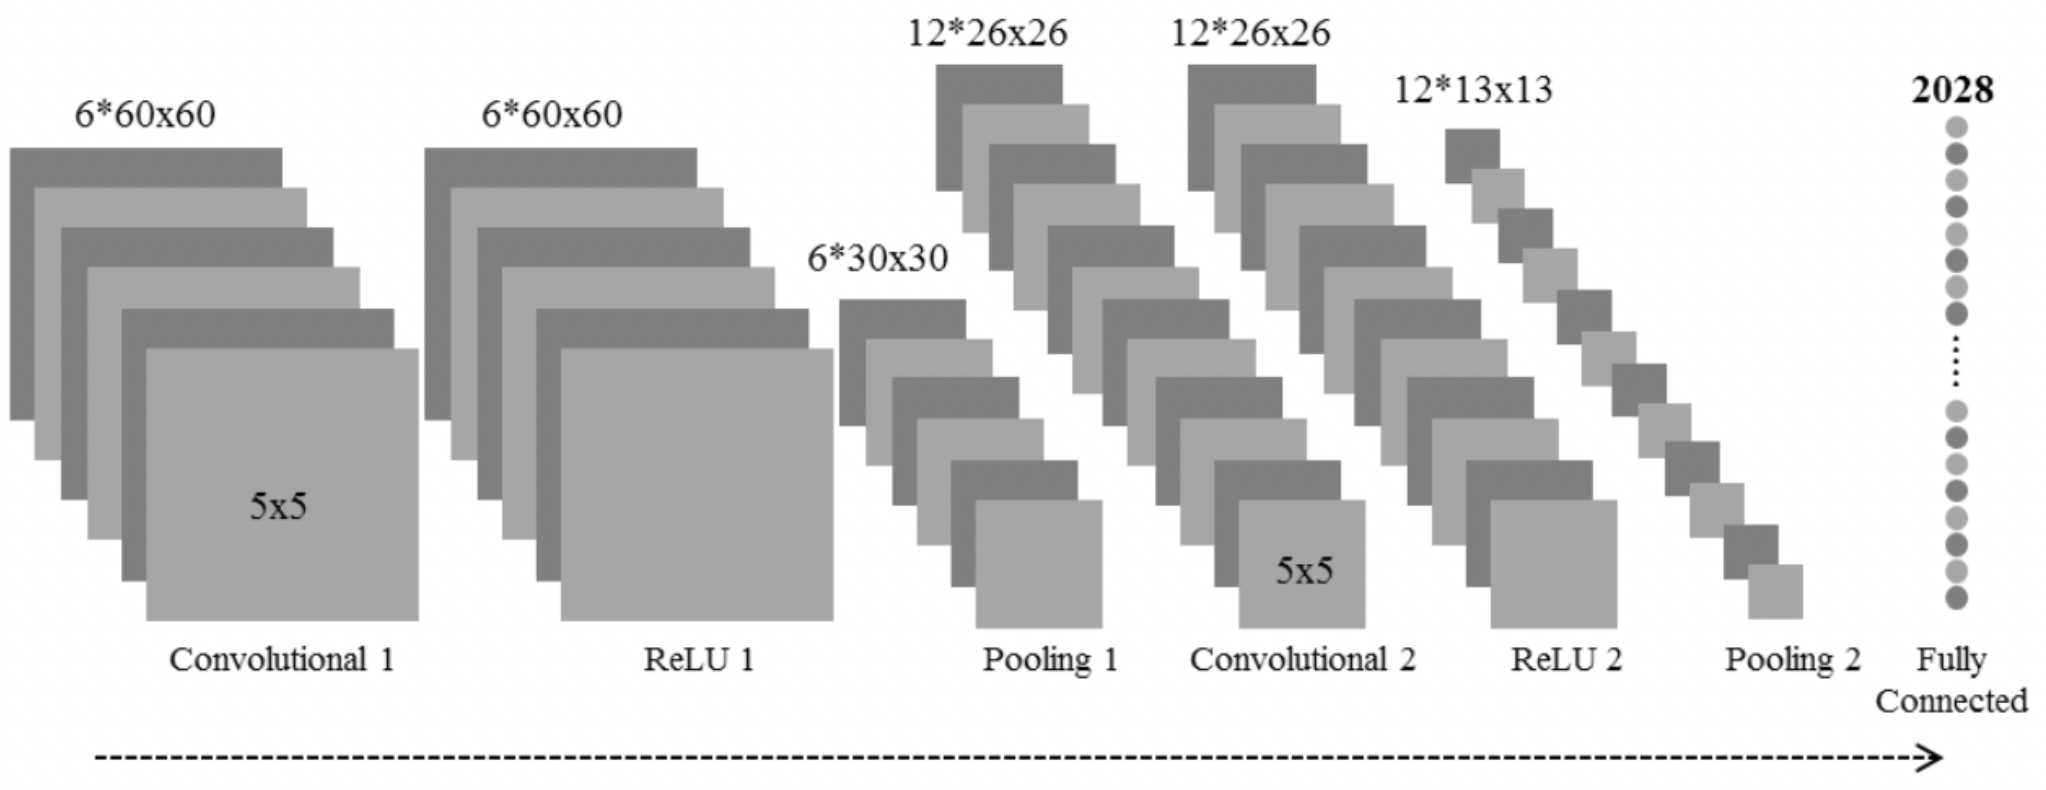 12*26x26
12*26x26
12*13x13
2028
6*60x60
6*60x60
6*30x30
5x5
5x5
Convolutional 1
ReLU 1
Pooling 1
Convolutional 2
ReLU 2
Pooling 2
Fully
Connected